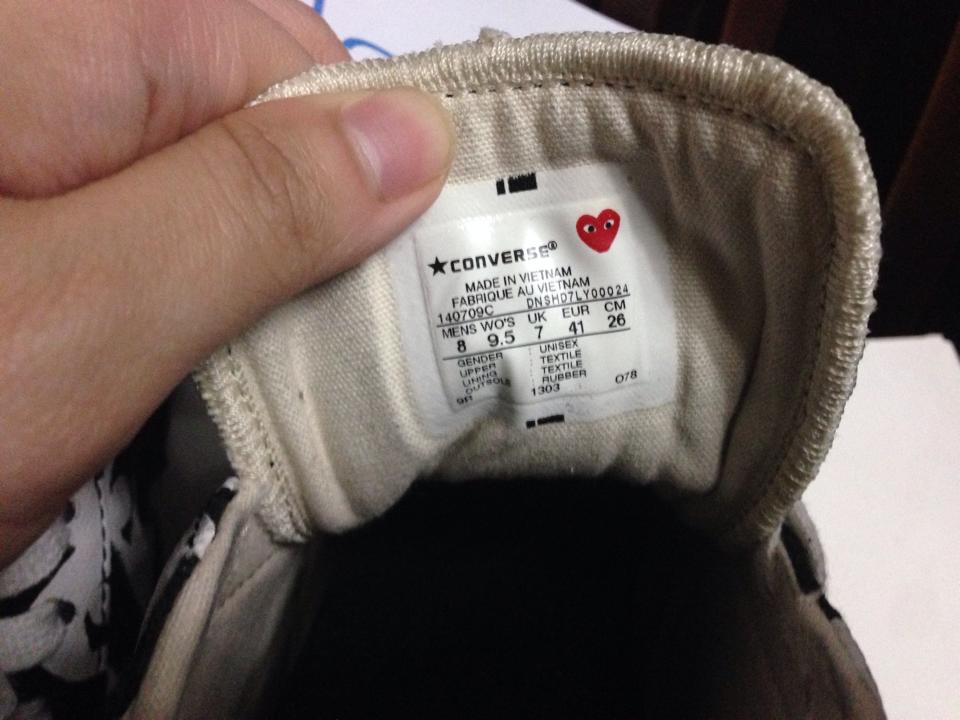 ★CONVERSE®
MADE IN VIETNAM
FABRIQUE AU VIETNAM
140709C DNSHD7LY00024
MENS WO'S UK EUR CM
8 9.5 7 41 26
GENDER UNISEX
UPPER TEXTILE
LINING TEXTILE
OUTSOLE RUBBER
1303 O78